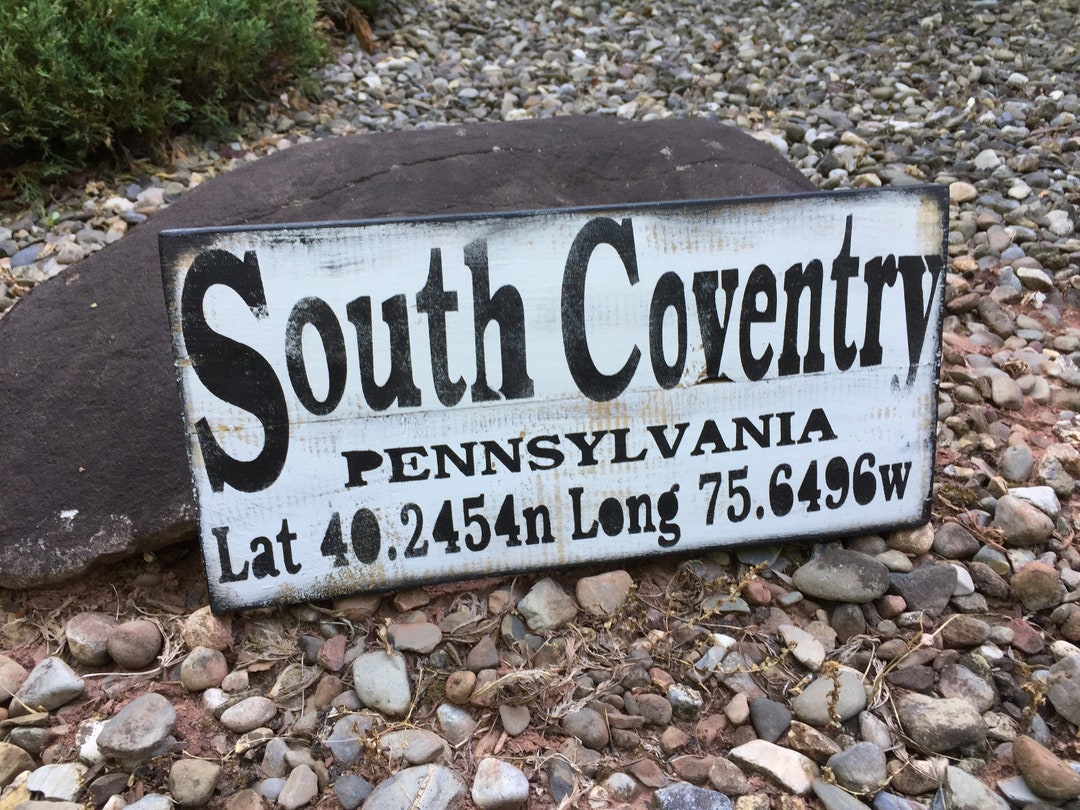 South Coventry
PENNSYLVANIA
Lat 40.2454n Long 75.6496w